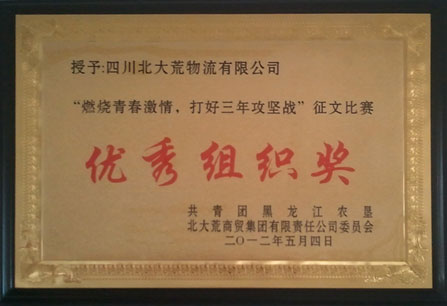 授予:四川北大荒物流有限公司
“燃烧青春激情、打好三年攻坚战”征文比赛
优秀组织奖
共青团黑龙江农垦
北大荒商贸集团有限责任公司委员会
二〇一二年五月四日